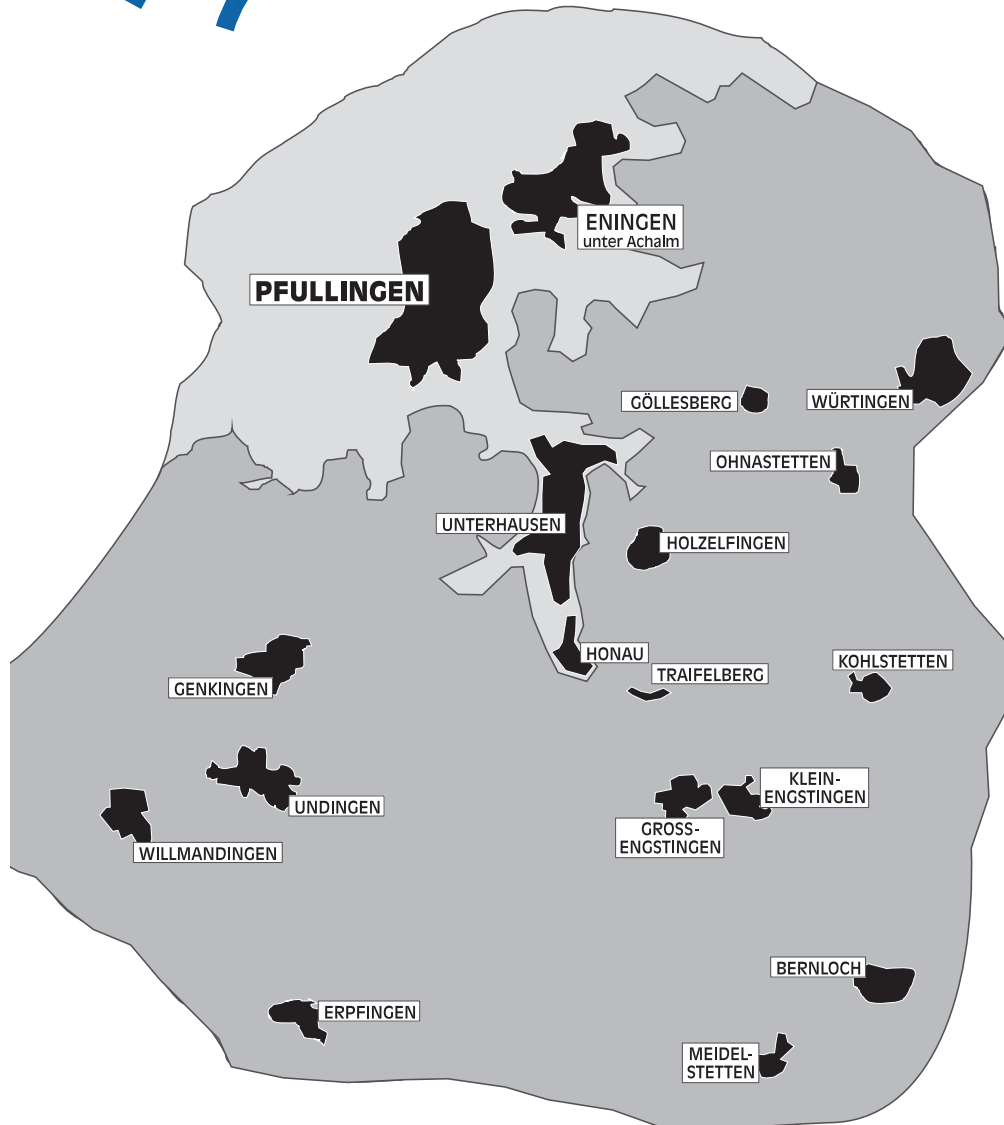 ENINGEN
unter Achalm
PFULLINGEN
GÖLLESBERG
WÜRTINGEN
OHNASTETTEN
UNTERHAUSEN
HOLZELFINGEN
HONAU
KOHLSTETTEN
TRAIFELBERG
GENKINGEN
KLEIN-
ENGSTINGEN
UNDINGEN
GROSS-
ENGSTINGEN
WILLMANDINGEN
BERNLOCH
ERPFINGEN
MEIDEL-
STETTEN